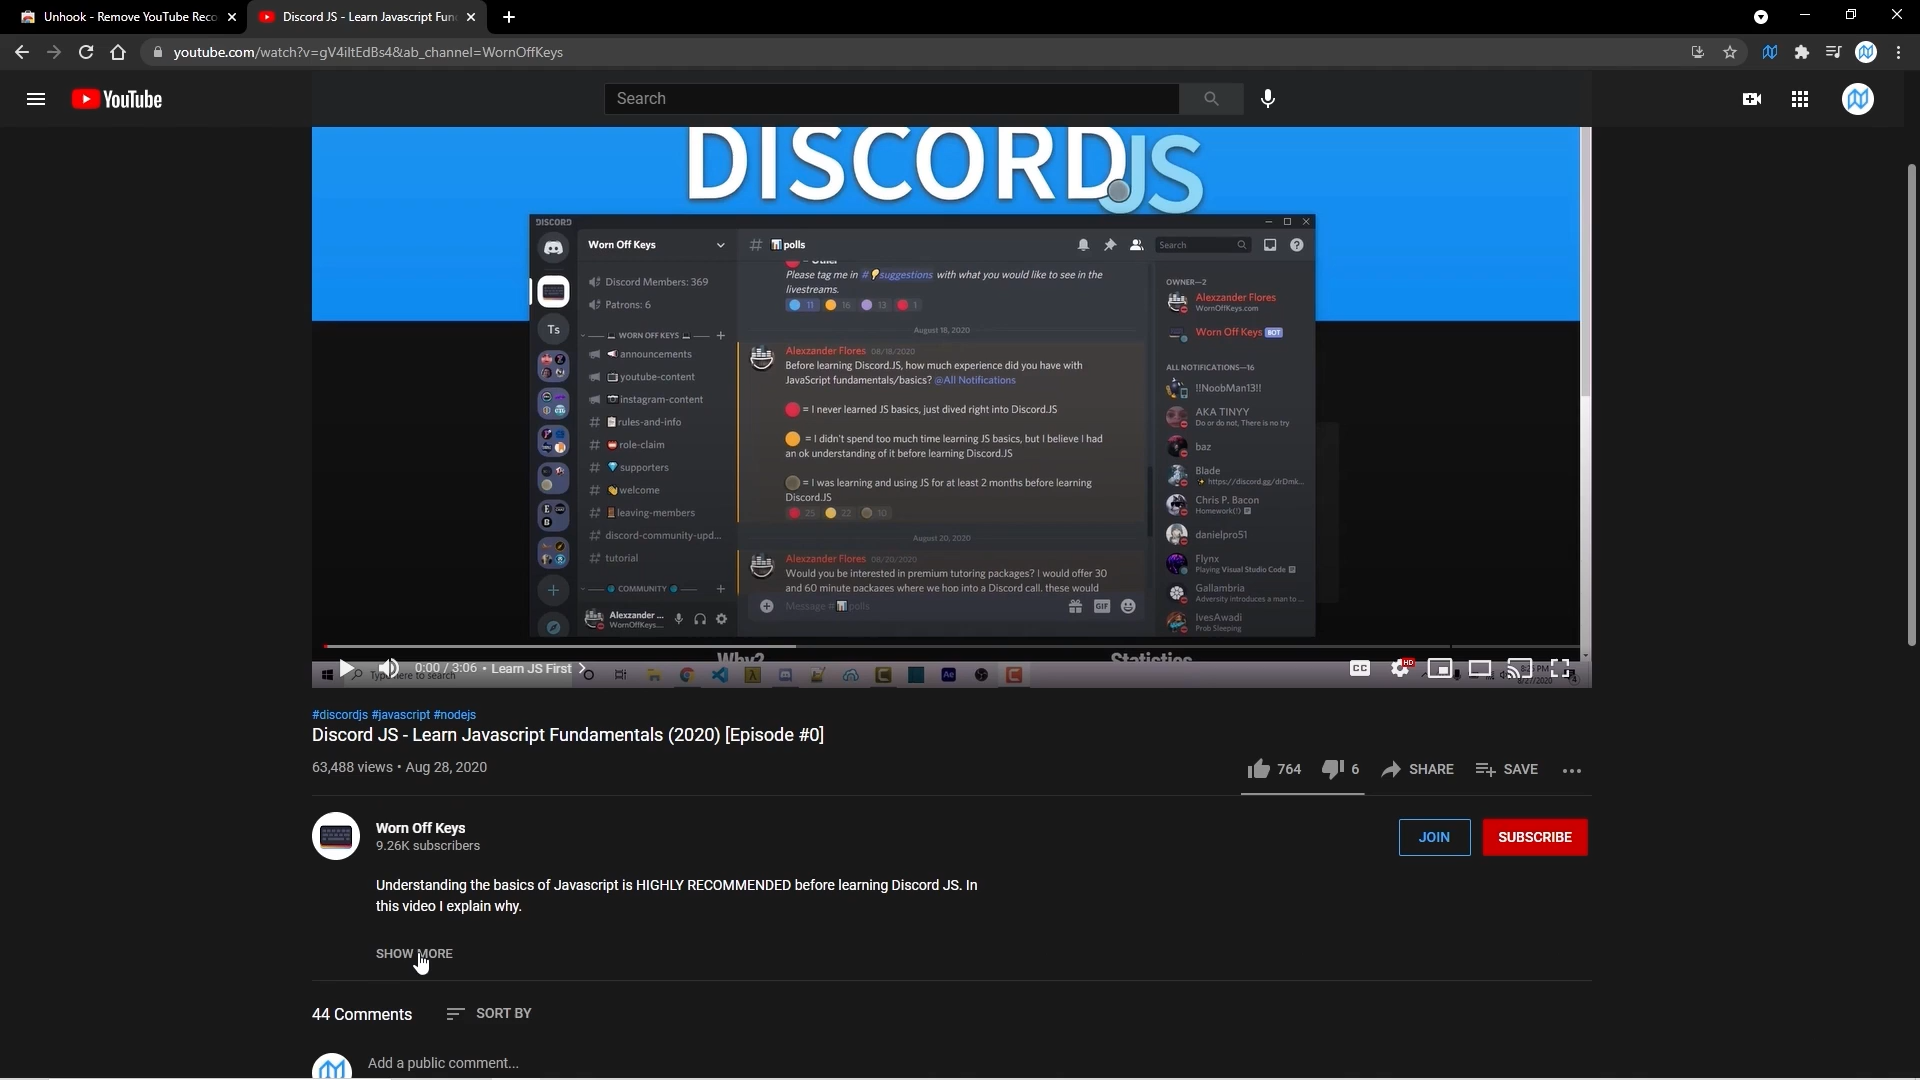 Unhook - Remove YouTube Reco
Discord JS - Learn Javascript Fun
youtube.com/watch?v=gV4iltEdBs4&ab_channel=WornOffKeys
YouTube
Search
DISCORD.JS
DISCORD
Worn Off Keys
# polls
Search
Discord Members: 369
Patrons: 6
Ts
WORN OFF KEYS
announcements
youtube-content
instagram-content
# rules-and-info
# role-claim
# supporters
# welcome
# leaving-members
# discord-community-upd...
# tutorial
COMMUNITY
Alexzander ...
WornOffKeys...
Please tag me in # suggestions with what you would like to see in the
livestreams.
11 16 13 1
August 18, 2020
Alexzander Flores 08/18/2020
Before learning Discord.JS, how much experience did you have with
JavaScript fundamentals/basics? @All Notifications
= I never learned JS basics, just dived right into Discord.JS
= I didn't spend too much time learning JS basics, but I believe I had
an ok understanding of it before learning Discord.JS
= I was learning and using JS for at least 2 months before learning
Discord.JS
25 22 10
August 20, 2020
Alexzander Flores 08/20/2020
Would you be interested in premium tutoring packages? I would offer 30
and 60 minute packages where we hop into a Discord call, these would
Message # polls
GIF
OWNER—2
Alexzander Flores
WornOffKeys.com
Worn Off Keys BOT
ALL NOTIFICATIONS—16
!!NoobMan13!!
AKA TINYY
Do or do not, There is no try
baz
Blade
https://discord.gg/drDmk...
Chris P. Bacon
Homework(!)
danielpro51
Flynx
Playing Visual Studio Code
Gallambria
Adversity introduces a man to ...
IvesAwadi
Prob Sleeping
Why?
Statistics
0:00 / 3:06 • Learn JS First
Type here to search
Ae
CC
HD
8/27/2020
#discordjs #javascript #nodejs
Discord JS - Learn Javascript Fundamentals (2020) [Episode #0]
63,488 views • Aug 28, 2020
764
6
SHARE
SAVE
Worn Off Keys
9.26K subscribers
JOIN
SUBSCRIBE
Understanding the basics of Javascript is HIGHLY RECOMMENDED before learning Discord JS. In
this video I explain why.
SHOW MORE
44 Comments
SORT BY
Add a public comment...